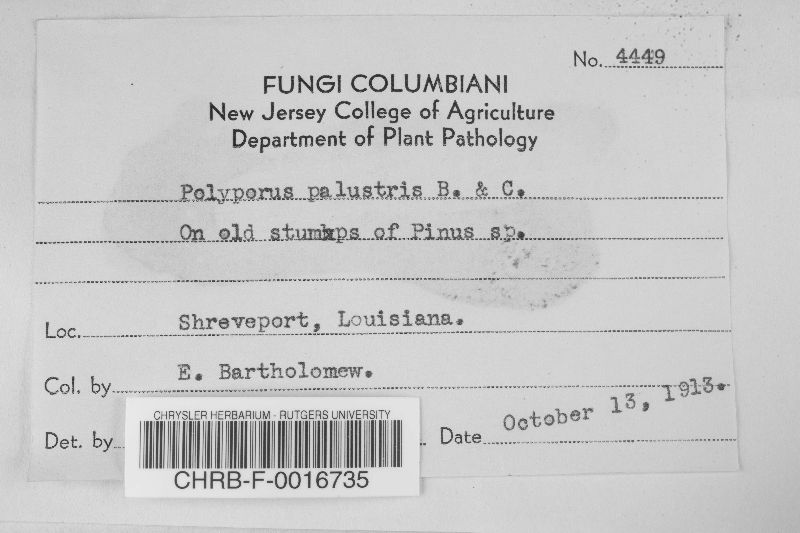 No. 4449
FUNGI COLUMBIANI
New Jersey College of Agriculture
Department of Plant Pathology
Polyporus palustris B. & C.
On old stumps of Pinus sp.
Loc. Shreveport, Louisiana.
Col. by E. Bartholomew.
Det. by
Date October 13, 1913.
CHRYSLER HERBARIUM - RUTGERS UNIVERSITY
CHRB-F-0016735